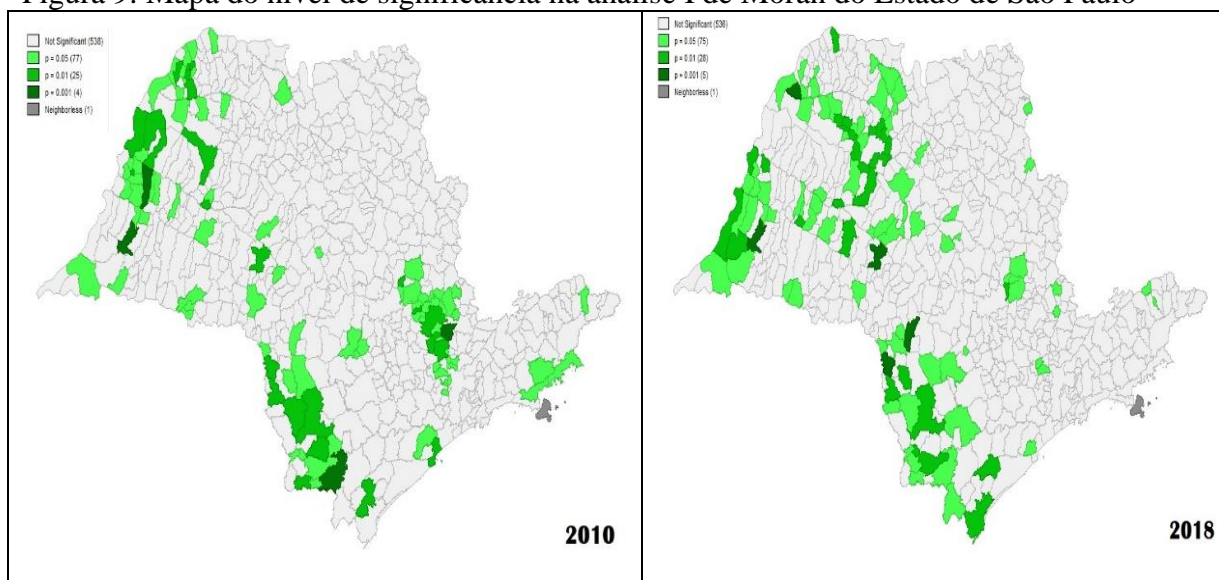 Figura 9: Mapa do nível de significância na análise I de Moran do Estado de São Paulo
Not Significant (538)
p = 0.05 (77)
p = 0.01 (25)
p = 0.001 (4)
Neighborless (1)
2010
Not Significant (536)
p = 0.05 (75)
p = 0.01 (28)
p = 0.001 (5)
Neighborless (1)
2018